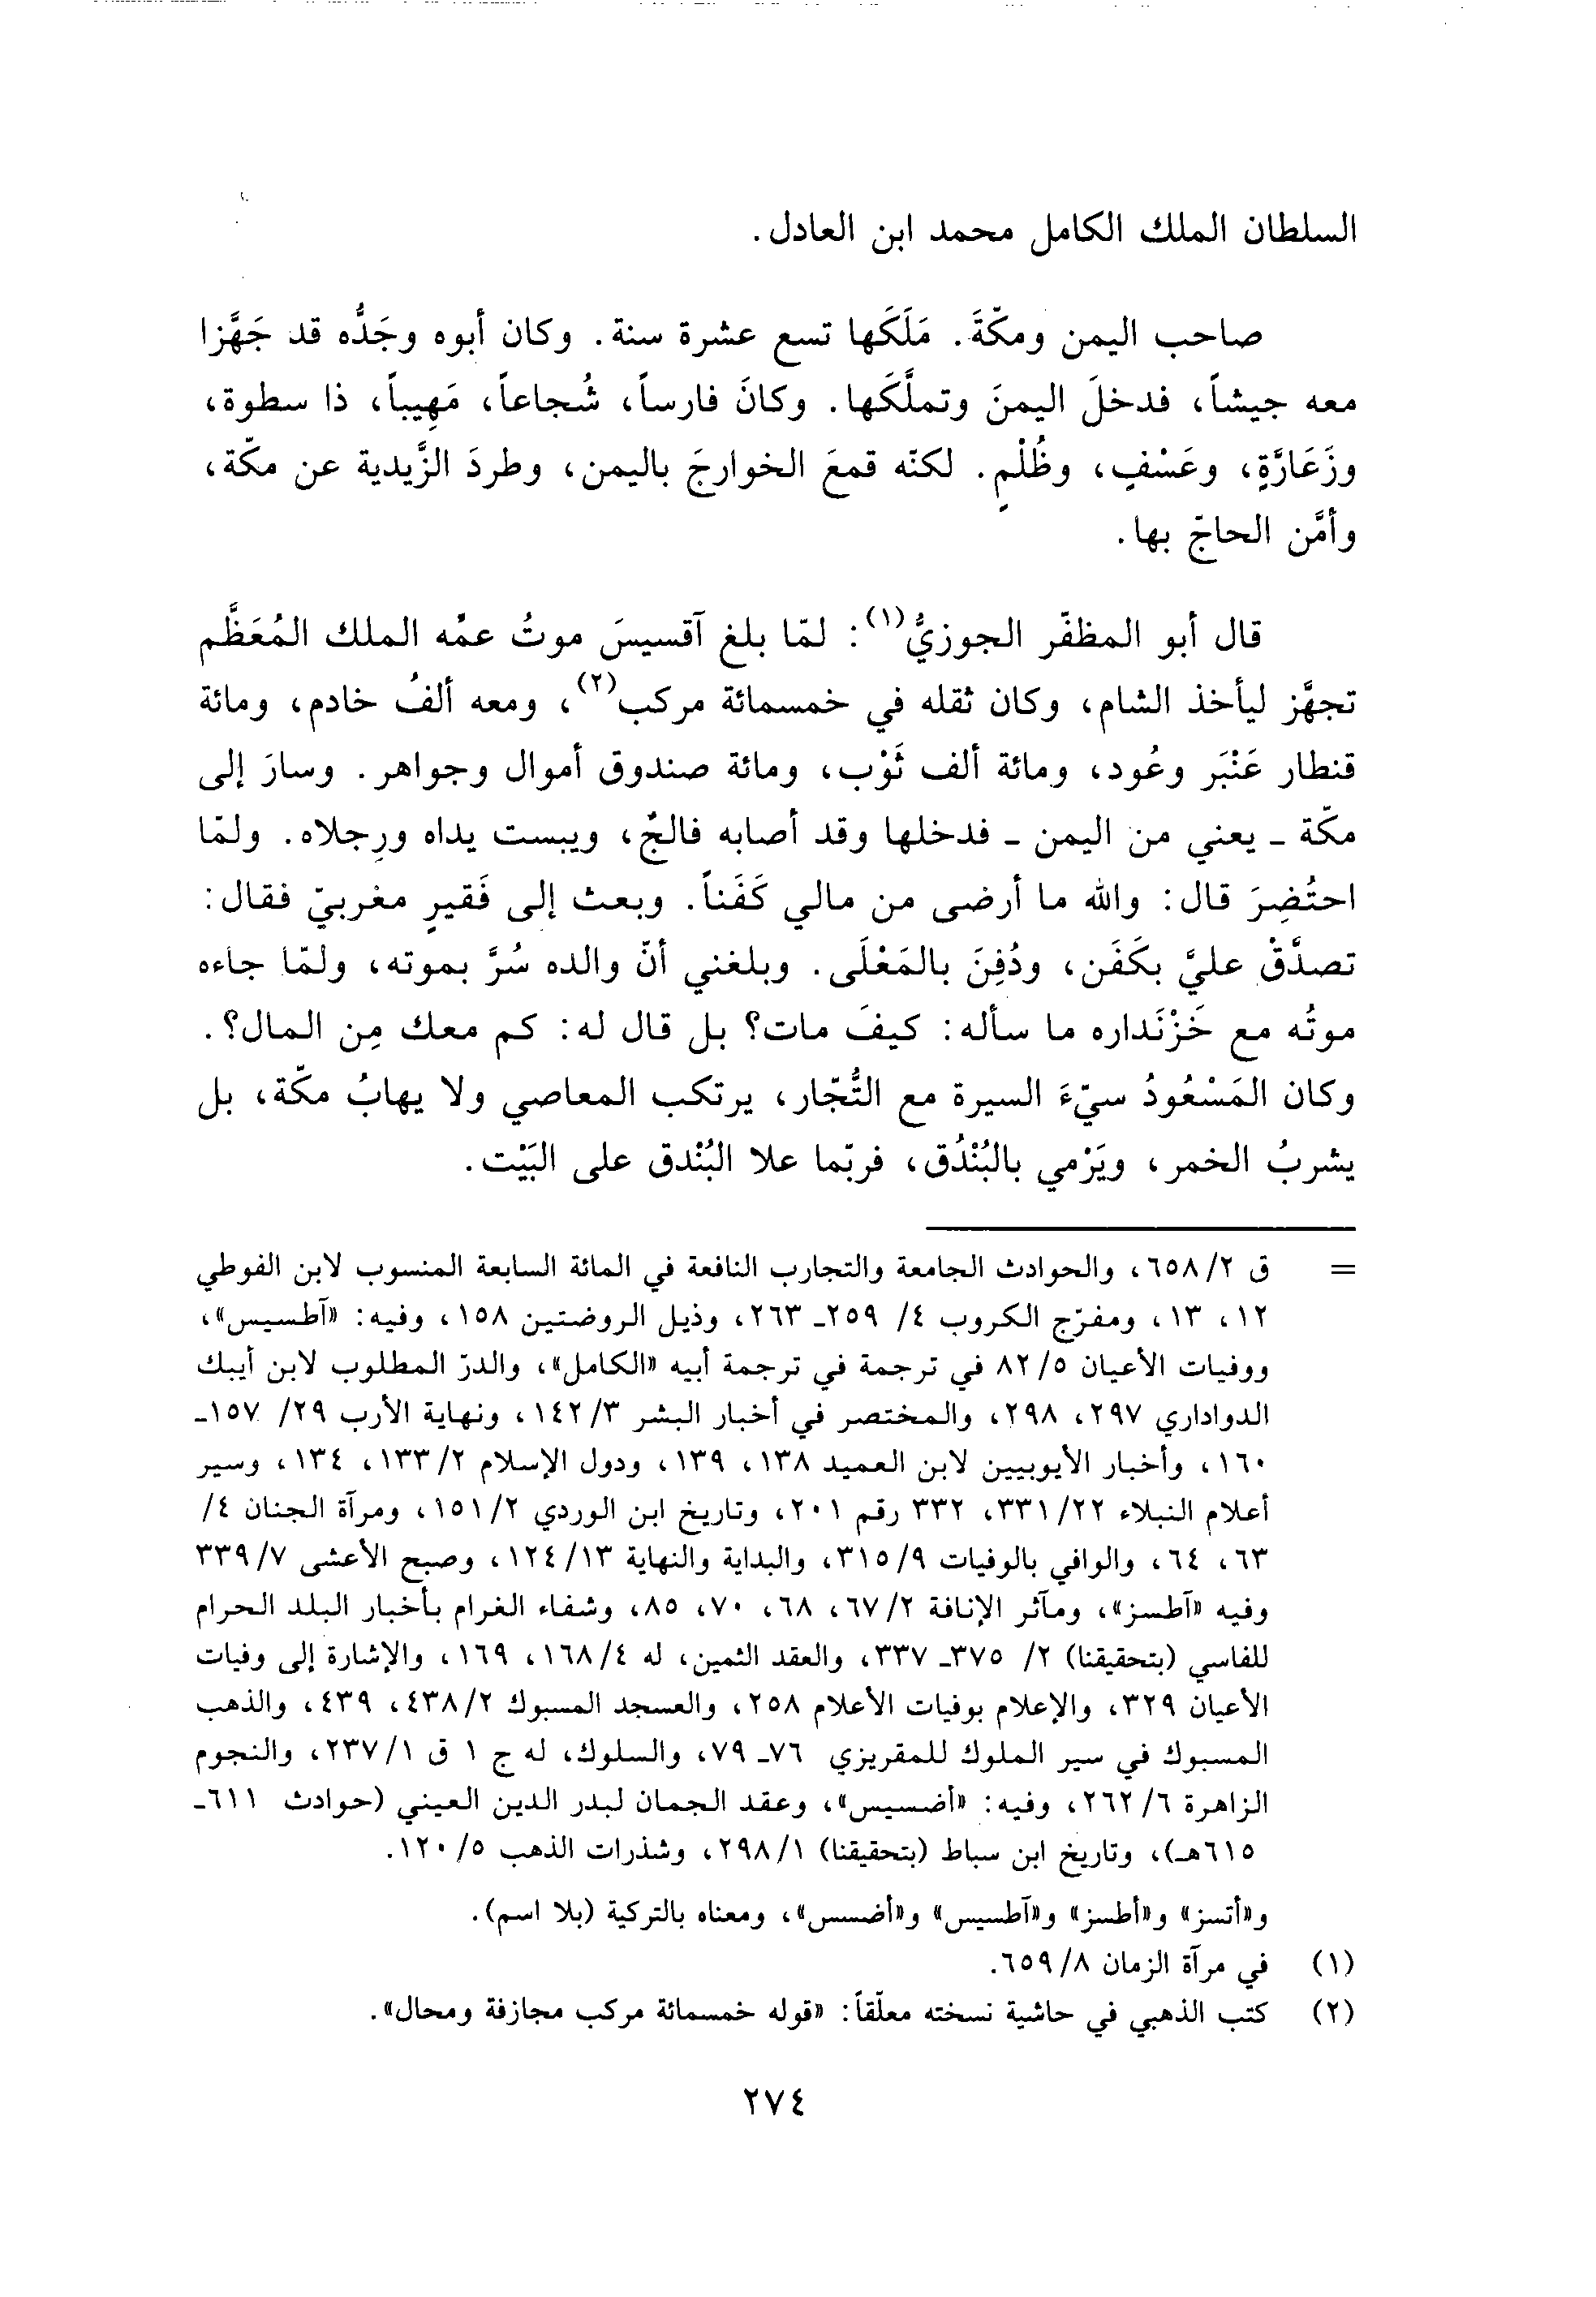 السلطان الملك الكامل محمد ابن العادل.
صاحب اليمن ومكّةَ. مَلَكَها تسع عشرة سنة. وكان أبوه وجَدُّه قد جَهَّزا
معه جيشاً، فدخلَ اليمنَ وتملَّكَها. وكانَ فارساً، شُجاعاً، مَهِيباً، ذا سطوة،
وزَعَارَّةٍ، وعَسْفٍ، وظُلْمٍ. لكنّه قمعَ الخوارجَ باليمن، وطردَ الزَّيدية عن مكّة،
وأمَّن الحاجّ بها.
قال أبو المظفّر الجوزيُّ(١): لمّا بلغ آقسيسَ موتُ عمّه الملك المُعَظَّم
تجهَّز ليأخذ الشام، وكان ثقله في خمسمائة مركب(٢)، ومعه ألفُ خادم، ومائة
قنطار عَنْبَر وعُود، ومائة ألف ثَوْب، ومائة صندوق أموال وجواهر. وسارَ إلى
مكّة ـ يعني من اليمن ـ فدخلها وقد أصابه فالجٌ، ويبست يداه ورِجلاه. ولمّا
احتُضِرَ قال: والله ما أرضى من مالي كَفَناً. وبعث إلى فَقيرٍ مغربيّ فقال:
تصدَّقْ عليَّ بكَفَن، ودُفِنَ بالمَعْلَى. وبلغني أنّ والده سُرَّ بموته، ولمّا جاءه
موتُه مع خَزْنَداره ما سأله: كيفَ مات؟ بل قال له: كم معك مِن المال؟.
وكان المَسْعُودُ سيّءَ السيرة مع التُّجّار، يرتكب المعاصي ولا يهابُ مكّة، بل
يشربُ الخمر، ويَرْمي بالبُنْدُق، فربّما علا البُنْدق على البَيْت.
= ق ٢/ ٦٥٨، والحوادث الجامعة والتجارب النافعة في المائة السابعة المنسوب لابن الفوطي
١٢، ١٣، ومفرّج الكروب ٤/ ٢٥٩ـ ٢٦٣، وذيل الروضتين ١٥٨، وفيه: «آطسيس»،
ووفيات الأعيان ٥/ ٨٢ في ترجمة في ترجمة أبيه «الكامل»، والدرّ المطلوب لابن أيبك
الدواداري ٢٩٧، ٢٩٨، والمختصر في أخبار البشر ٣/ ١٤٢، ونهاية الأرب ٢٩/ ١٥٧ـ
١٦٠، وأخبار الأيوبيين لابن العميد ١٣٨، ١٣٩، ودول الإسلام ٢/ ١٣٣، ١٣٤، وسير
أعلام النبلاء ٢٢/ ٣٣١، ٣٣٢ رقم ٢٠١، وتاريخ ابن الوردي ٢/ ١٥١، ومرآة الجنان ٤/
٦٣، ٦٤، والوافي بالوفيات ٩/ ٣١٥، والبداية والنهاية ١٣/ ١٢٤، وصبح الأعشى ٧/ ٣٣٩
وفيه «آطسز»، ومآثر الإنافة ٢/ ٦٧، ٦٨، ٧٠، ٨٥، وشفاء الغرام بأخبار البلد الحرام
للفاسي (بتحقيقنا) ٢/ ٣٧٥ـ ٣٣٧، والعقد الثمين، له ٤/ ١٦٨، ١٦٩، والإشارة إلى وفيات
الأعيان ٣٢٩، والإعلام بوفيات الأعلام ٢٥٨، والعسجد المسبوك ٢/ ٤٣٨، ٤٣٩، والذهب
المسبوك في سير الملوك للمقريزي ٧٦ـ ٧٩، والسلوك، له ج ١ ق ١/ ٢٣٧، والنجوم
الزاهرة ٦/ ٢٦٢، وفيه: «أضسيس»، وعقد الجمان لبدر الدين العيني (حوادث ٦١١ـ
٦١٥هـ)، وتاريخ ابن سباط (بتحقيقنا) ١/ ٢٩٨، وشذرات الذهب ٥/ ١٢٠.
و«أتسز» و«أطسز» و«آطسيس» و«أضسس»، ومعناه بالتركية (بلا اسم).
(١) في مرآة الزمان ٨/ ٦٥٩.
(٢) كتب الذهبي في حاشية نسخته معلّقاً: «قوله خمسمائة مركب مجازفة ومحال».
٢٧٤